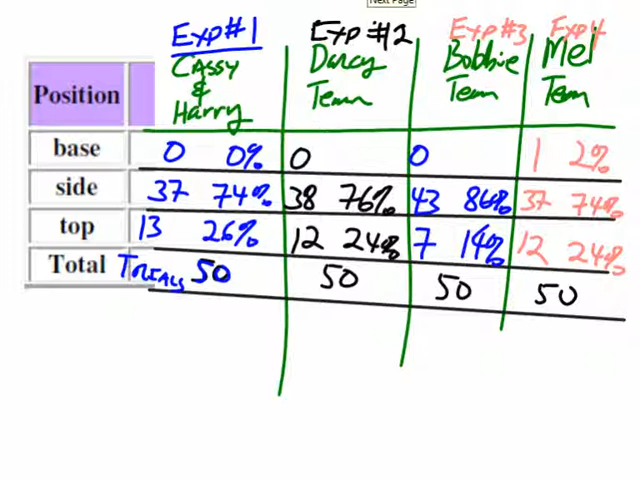 Next Page
Exp#1 Exp #2 Exp#3 Exp4
Cassy & Harry Darcy Team Bobbie Team Mel Team
Position
base 0 0% 0 0 1 2%
side 37 74% 38 76% 43 86% 37 74%
top 13 26% 12 24% 7 14% 12 24%
Total Trials 50 50 50 50